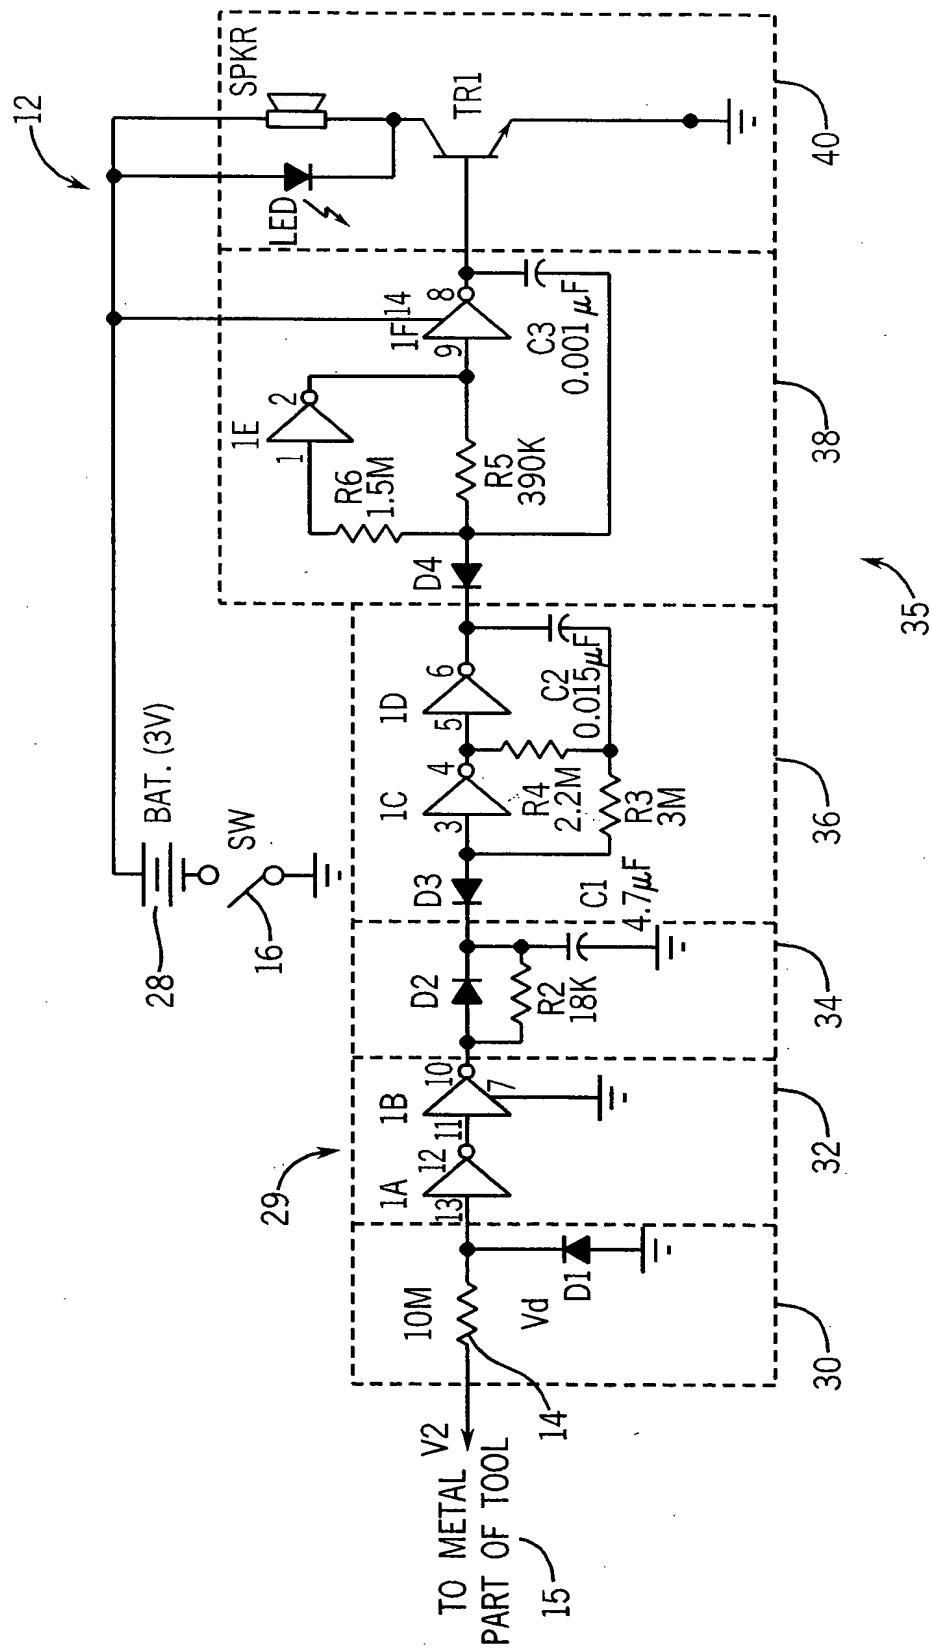 12
28
BAT. (3V)
SW
16
29
SPKR
LED
TR1
1E
1
2
R6
1.5M
1F
14
9
8
C3
0.001 µF
R5
390K
D4
1D
5
6
C2
0.015µF
1C
3
4
R4
2.2M
R3
3M
D3
C1
4.7µF
D2
R2
18K
1B
11
10
7
1A
13
12
10M
Vd
D1
14
V2
TO METAL
PART OF TOOL
15
30
32
34
36
38
40
35